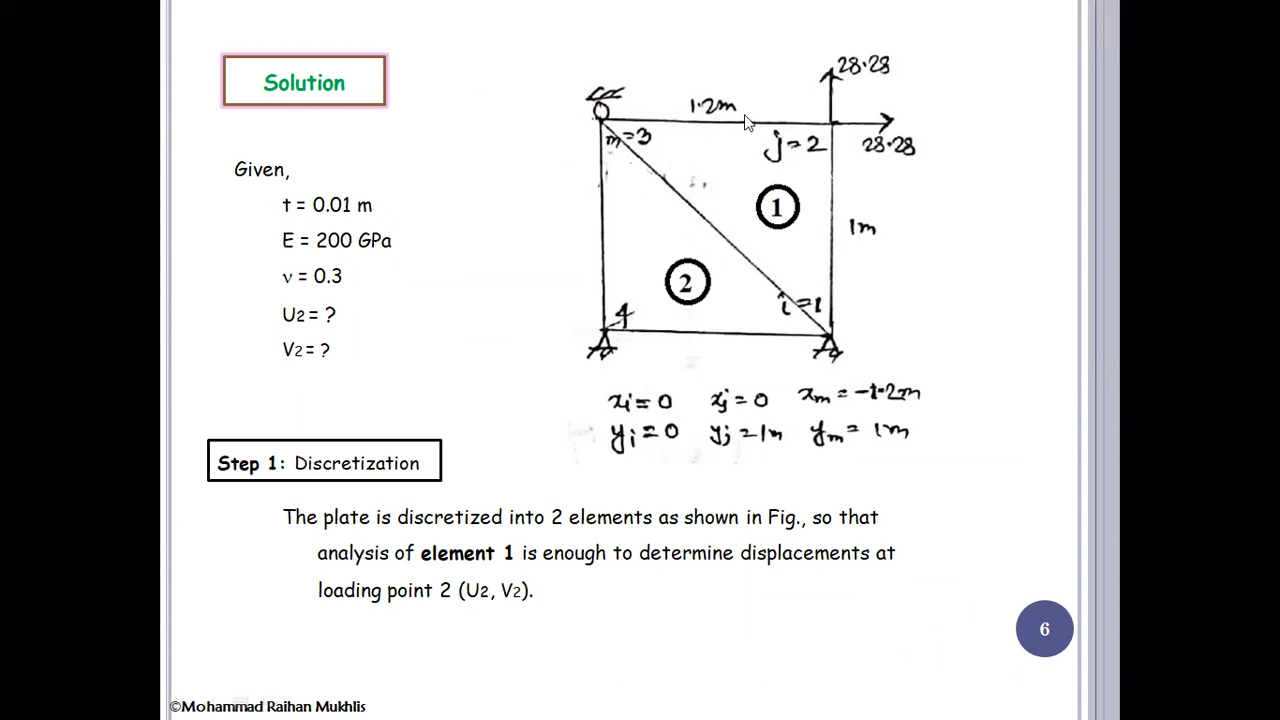 Solution
Given,
t = 0.01 m
E = 200 GPa
ν = 0.3
U2 = ?
V2 = ?
28.28
1.2m
28.28
m=3
j=2
1
1m
2
i=1
4
xi=0 xj=0 xm=-1.2m
yi=0 yj=1m ym=1m
Step 1: Discretization
The plate is discretized into 2 elements as shown in Fig., so that
analysis of element 1 is enough to determine displacements at
loading point 2 (U2, V2).
6
©Mohammad Raihan Mukhlis